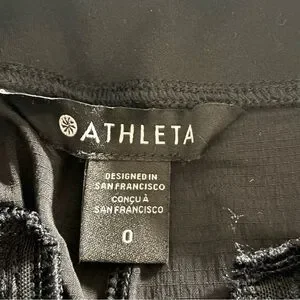 ATHLETA
DESIGNED IN
SAN FRANCISCO
CONÇU À
SAN FRANCISCO
0